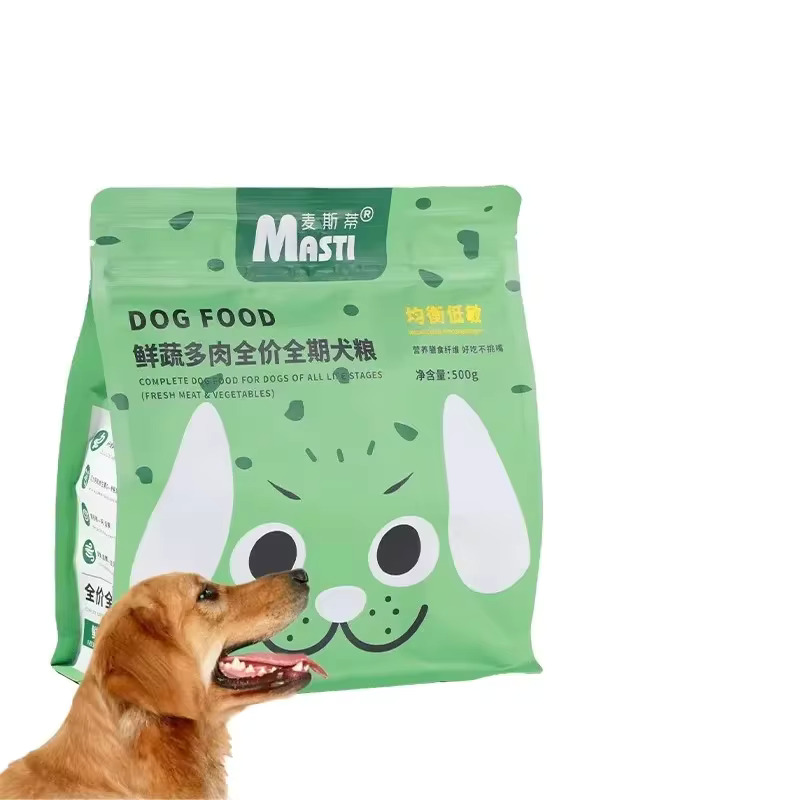 麦斯蒂®
MASTI
DOG FOOD
均衡低敏
鲜蔬多肉全价全期犬粮
营养膳食纤维 好吃不挑嘴
COMPLETE DOG FOOD FOR DOGS OF ALL LIFE STAGES
净含量:500g
(FRESH MEAT & VEGETABLES)
全价全